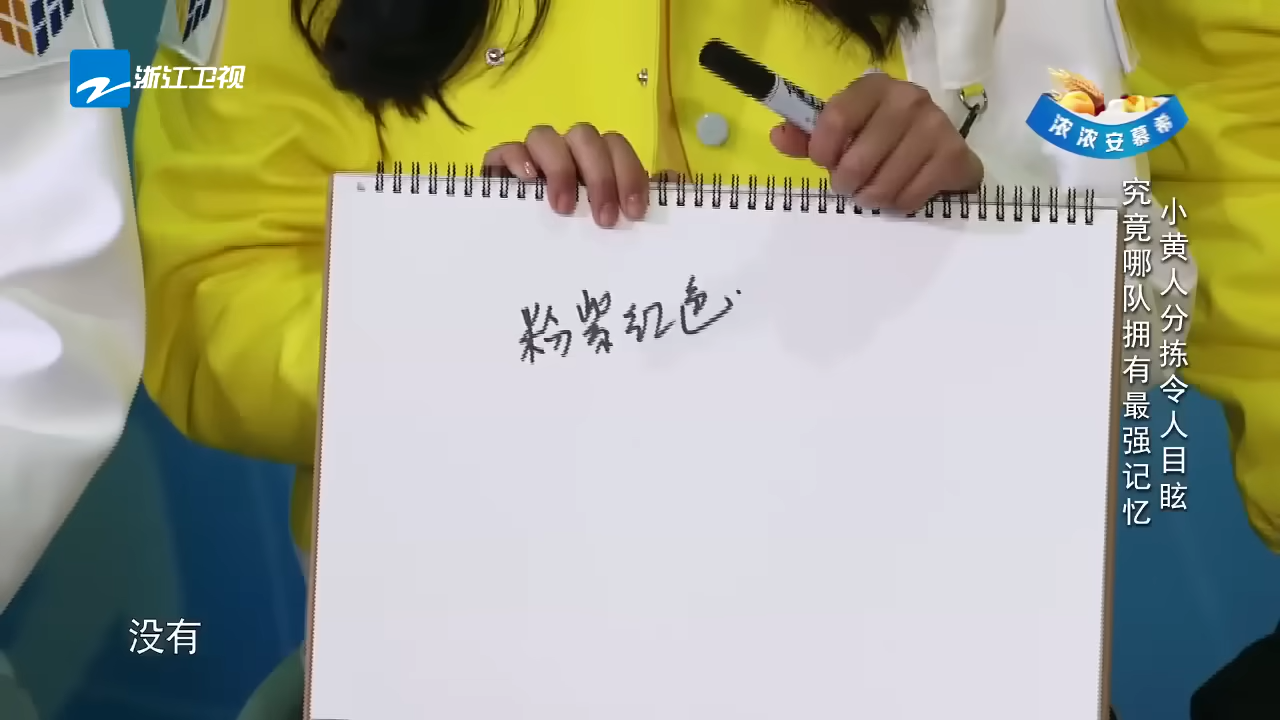 浙江卫视
浓浓安慕希
小黄人分拣令人目眩
究竟哪队拥有最强记忆
粉紫红色
没有